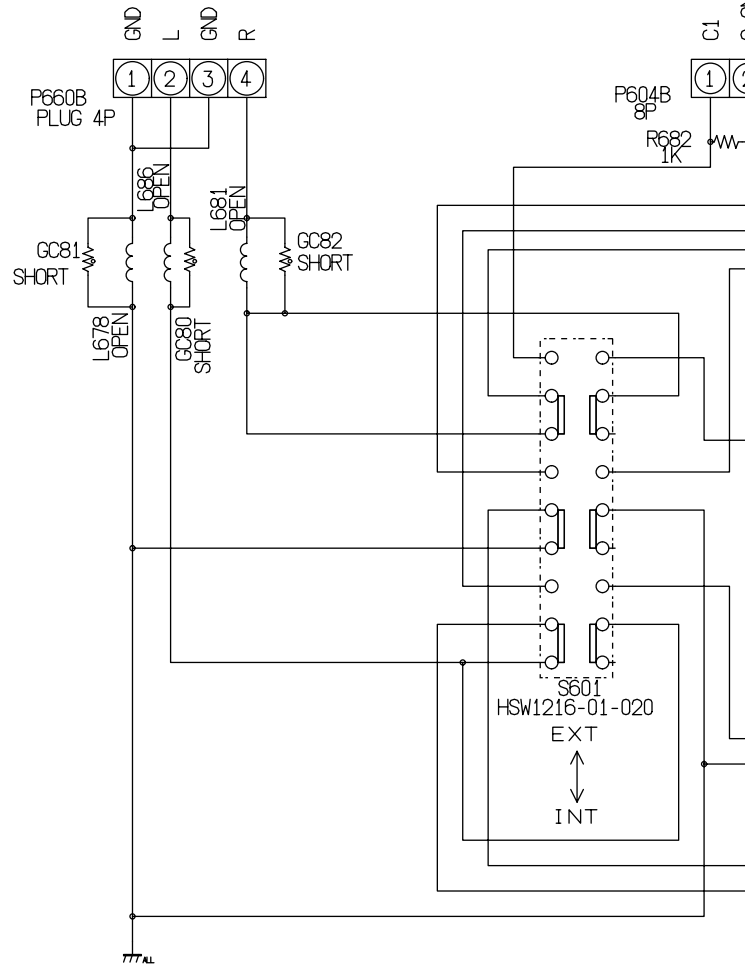 GND
L
GND
R
C1
1
2
3
4
1
P660B
PLUG 4P
P604B
8P
R682
1K
L686
OPEN
L681
OPEN
GC81
SHORT
GC82
SHORT
L678
OPEN
GC80
SHORT
S601
HSW1216-01-020
EXT
INT
ALL